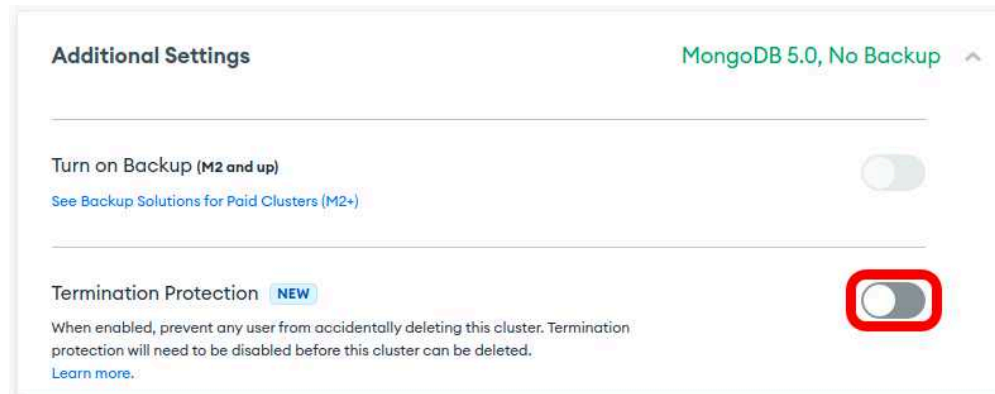 Additional Settings
MongoDB 5.0, No Backup
Turn on Backup (M2 and up)
See Backup Solutions for Paid Clusters (M2+)
Termination Protection NEW
When enabled, prevent any user from accidentally deleting this cluster. Termination
protection will need to be disabled before this cluster can be deleted.
Learn more.